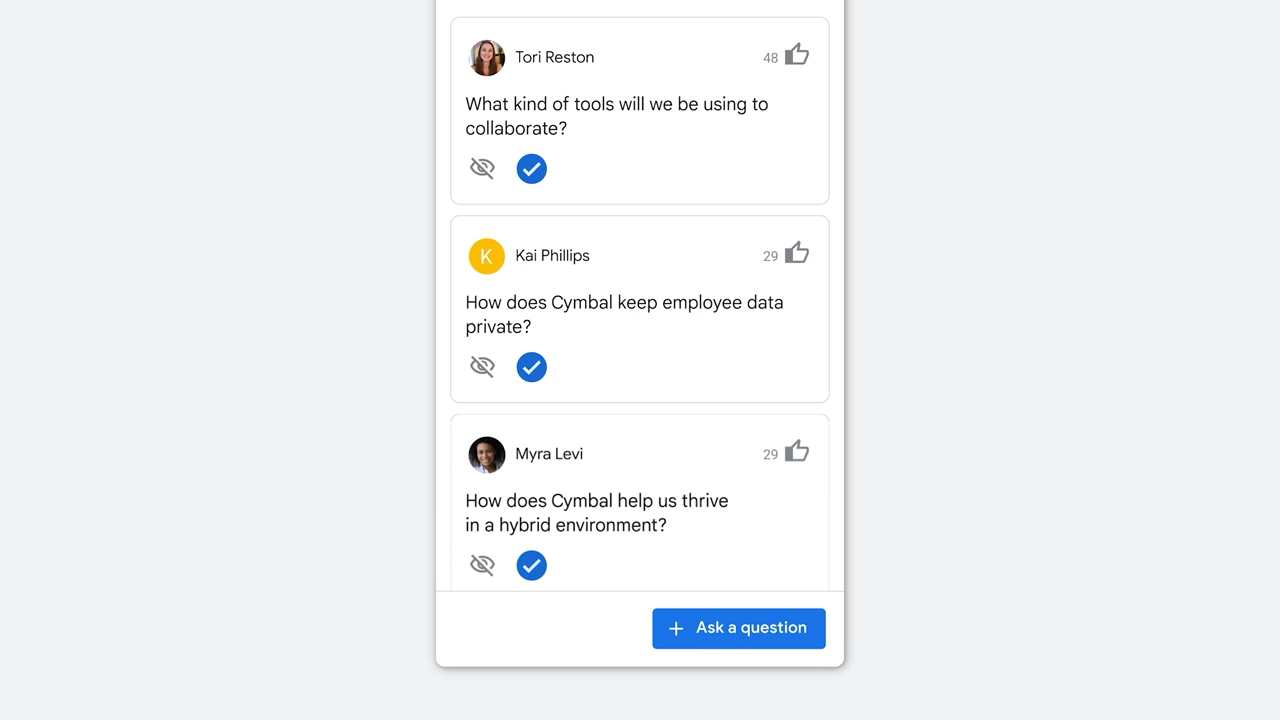 Tori Reston
48
What kind of tools will we be using to
collaborate?
K
Kai Phillips
29
How does Cymbal keep employee data
private?
Myra Levi
29
How does Cymbal help us thrive
in a hybrid environment?
+ Ask a question